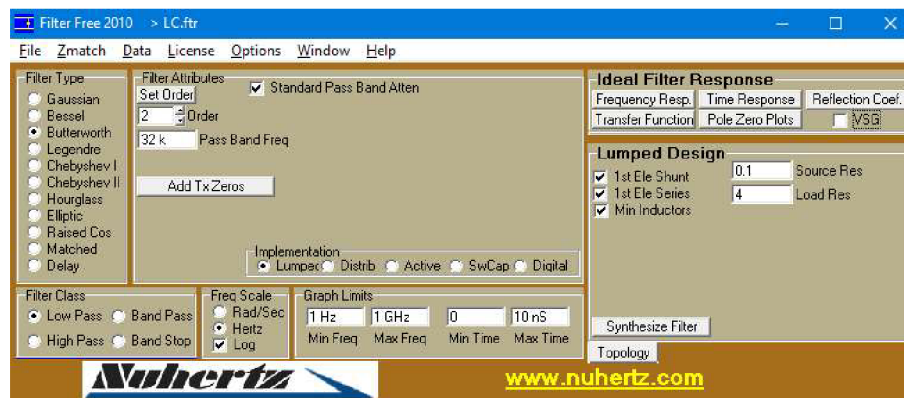 Filter Free 2010 > LC.ftr
File Zmatch Data License Options Window Help
Filter Type
Gaussian
Bessel
Butterworth
Legendre
Chebyshev I
Chebyshev II
Hourglass
Elliptic
Raised Cos
Matched
Delay
Filter Attributes
Set Order
Standard Pass Band Atten
2 Order
32 k Pass Band Freq
Add Tx Zeros
Implementation
Lumped Distrib Active SwCap Digital
Ideal Filter Response
Frequency Resp. Time Response Reflection Coef.
Transfer Function Pole Zero Plots VSG
Lumped Design
1st Ele Shunt
1st Ele Series
Min Inductors
0.1 Source Res
4 Load Res
Synthesize Filter
Topology
Filter Class
Low Pass Band Pass
High Pass Band Stop
Freq Scale
Rad/Sec
Hertz
Log
Graph Limits
1 Hz 1 GHz 0 10 nS
Min Freq Max Freq Min Time Max Time
Nuhertz
www.nuhertz.com